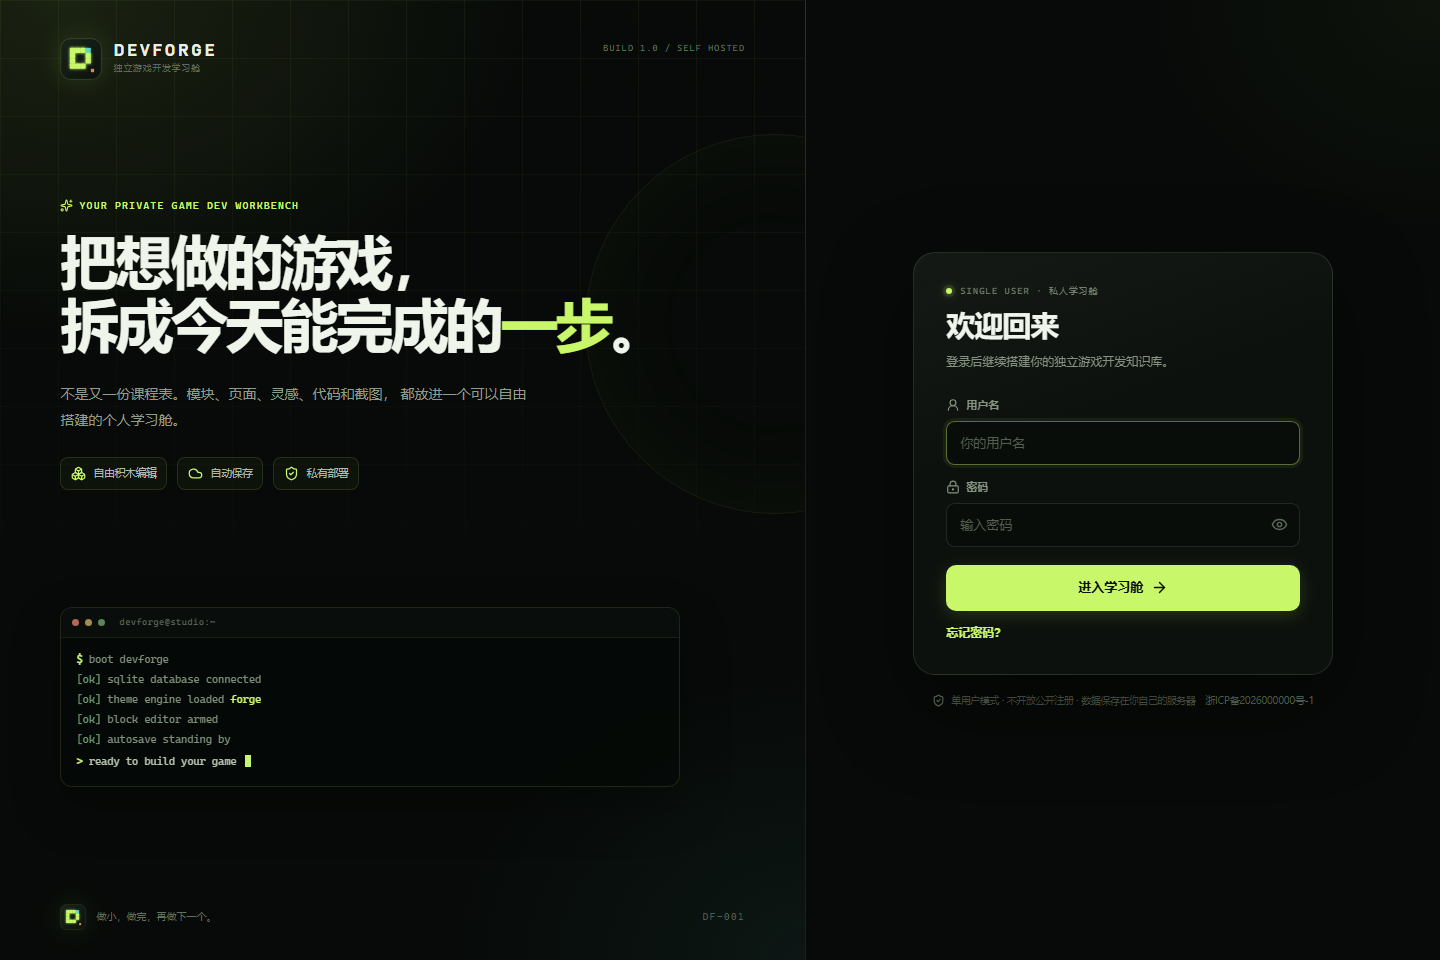 DEVFORGE
独立游戏开发学习舱
BUILD 1.0 / SELF HOSTED
YOUR PRIVATE GAME DEV WORKBENCH
把想做的游戏，
拆成今天能完成的一步。
不是又一份课程表。模块、页面、灵感、代码和截图， 都放进一个可以自由
搭建的个人学习舱。
自由积木编辑
自动保存
私有部署
devforge@studio:~
$ boot devforge
[ok] sqlite database connected
[ok] theme engine loaded forge
[ok] block editor armed
[ok] autosave standing by
> ready to build your game
做小，做完，再做下一个。
DF-001
SINGLE USER · 私人学习舱
欢迎回来
登录后继续搭建你的独立游戏开发知识库。
用户名
你的用户名
密码
输入密码
进入学习舱
忘记密码?
单用户模式 · 不开放公开注册 · 数据保存在你自己的服务器 浙ICP备2026000000号-1